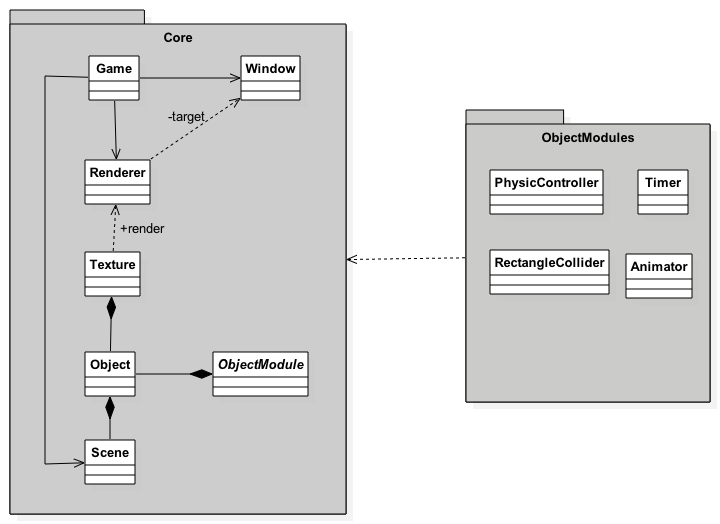 Core
Game
Window
-target
Renderer
+render
Texture
Object
ObjectModule
Scene
ObjectModules
PhysicController
Timer
RectangleCollider
Animator